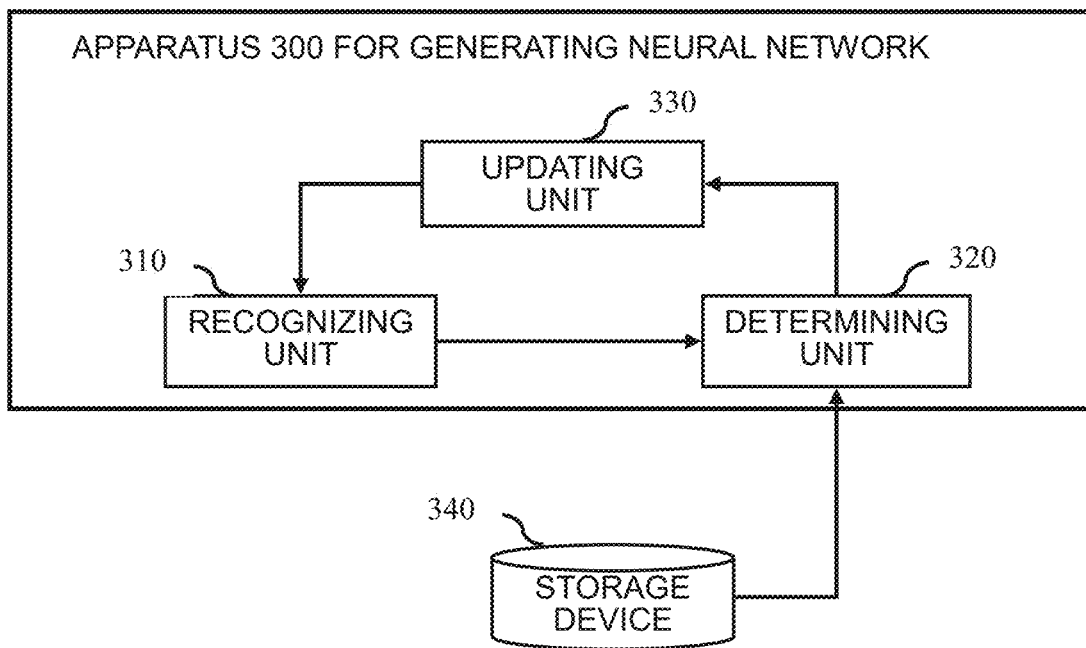 APPARATUS 300 FOR GENERATING NEURAL NETWORK
330
UPDATING
UNIT
310
320
RECOGNIZING
UNIT
DETERMINING
UNIT
340
STORAGE
DEVICE